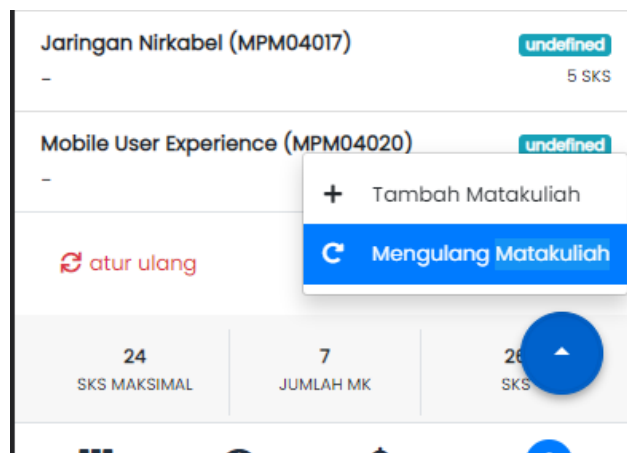 Jaringan Nirkabel (MPM04017)
undefined
-
5 SKS
Mobile User Experience (MPM04020)
undefined
-
Tambah Matakuliah
Mengulang Matakuliah
atur ulang
24
7
SKS MAKSIMAL
JUMLAH MK
SKS